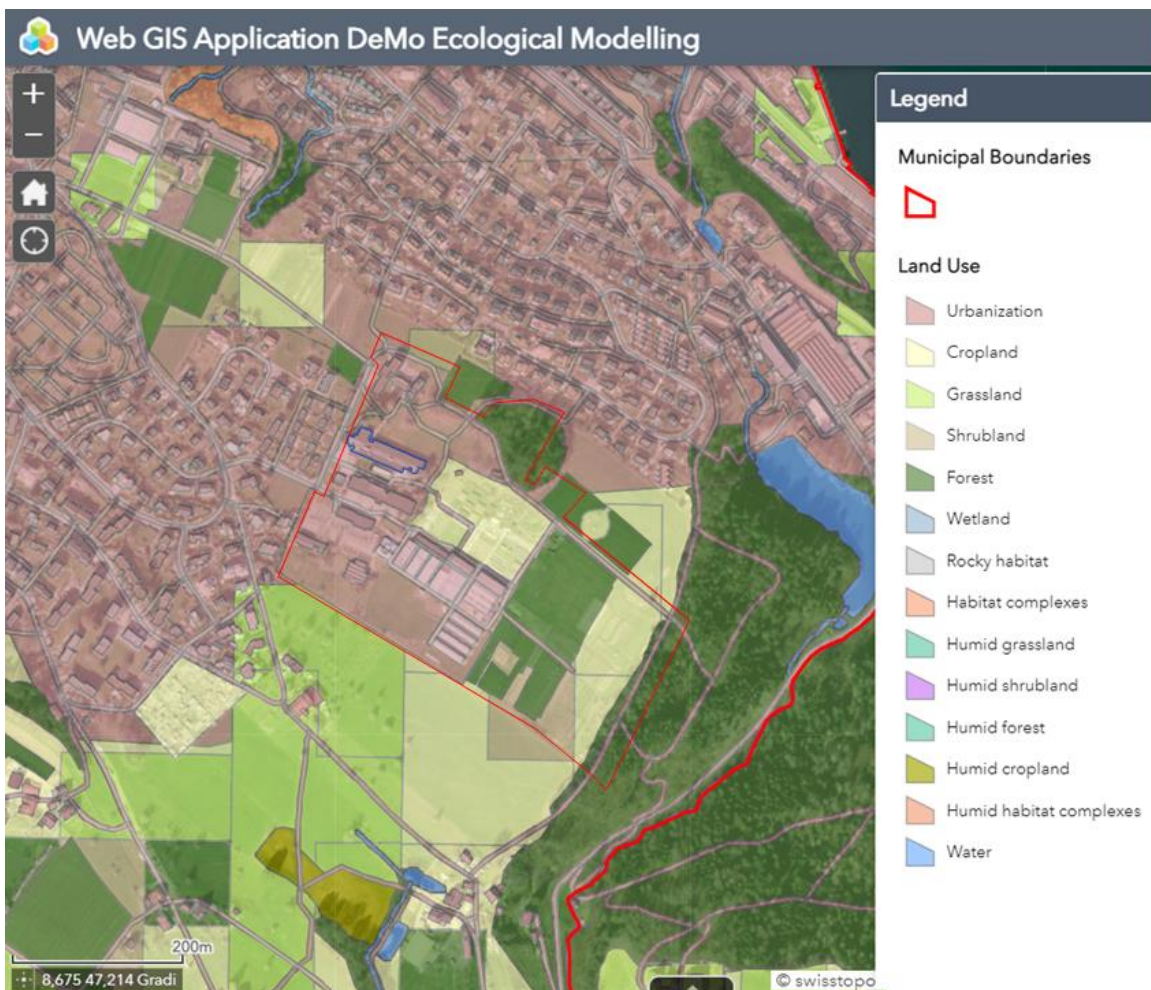 Web GIS Application DeMo Ecological Modelling
+
−
Legend
Municipal Boundaries
Land Use
Urbanization
Cropland
Grassland
Shrubland
Forest
Wetland
Rocky habitat
Habitat complexes
Humid grassland
Humid shrubland
Humid forest
Humid cropland
Humid habitat complexes
Water
200m
8,675 47,214 Gradi
© swisstopo